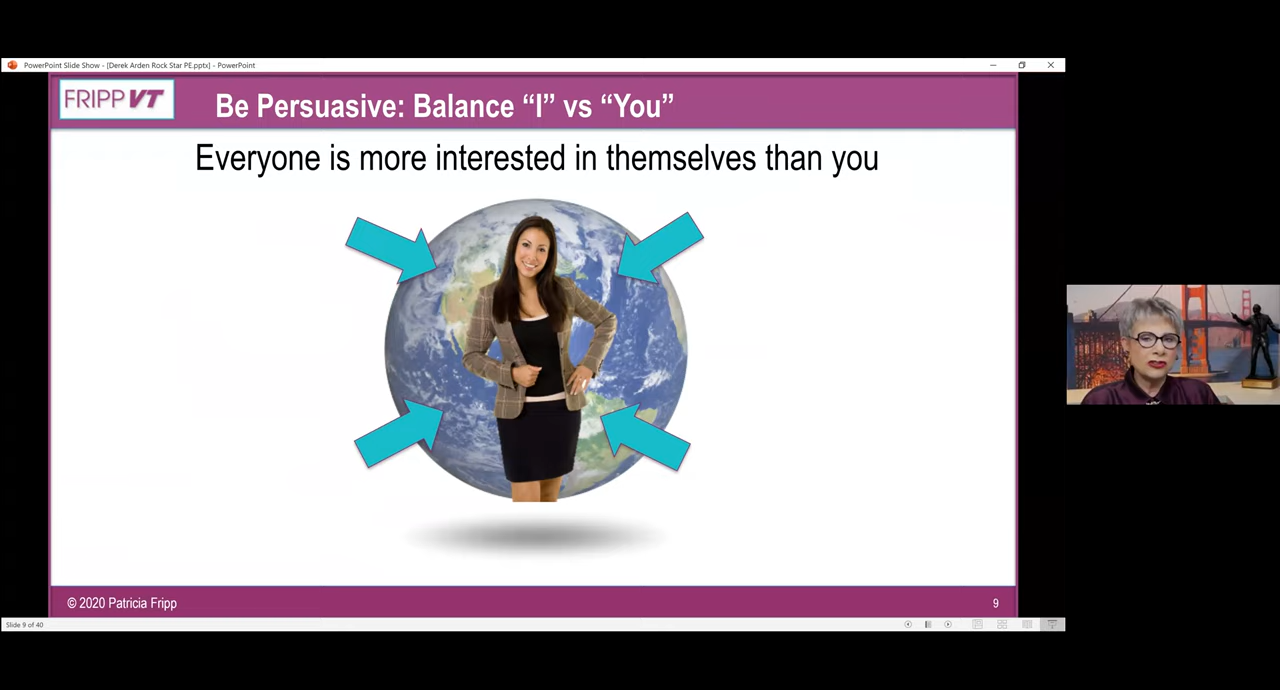 PowerPoint Slide Show - [Derek Arden Rock Star PE.pptx] - PowerPoint
FRIPP VT
Be Persuasive: Balance “I” vs “You”
Everyone is more interested in themselves than you
© 2020 Patricia Fripp
9
Slide 9 of 40